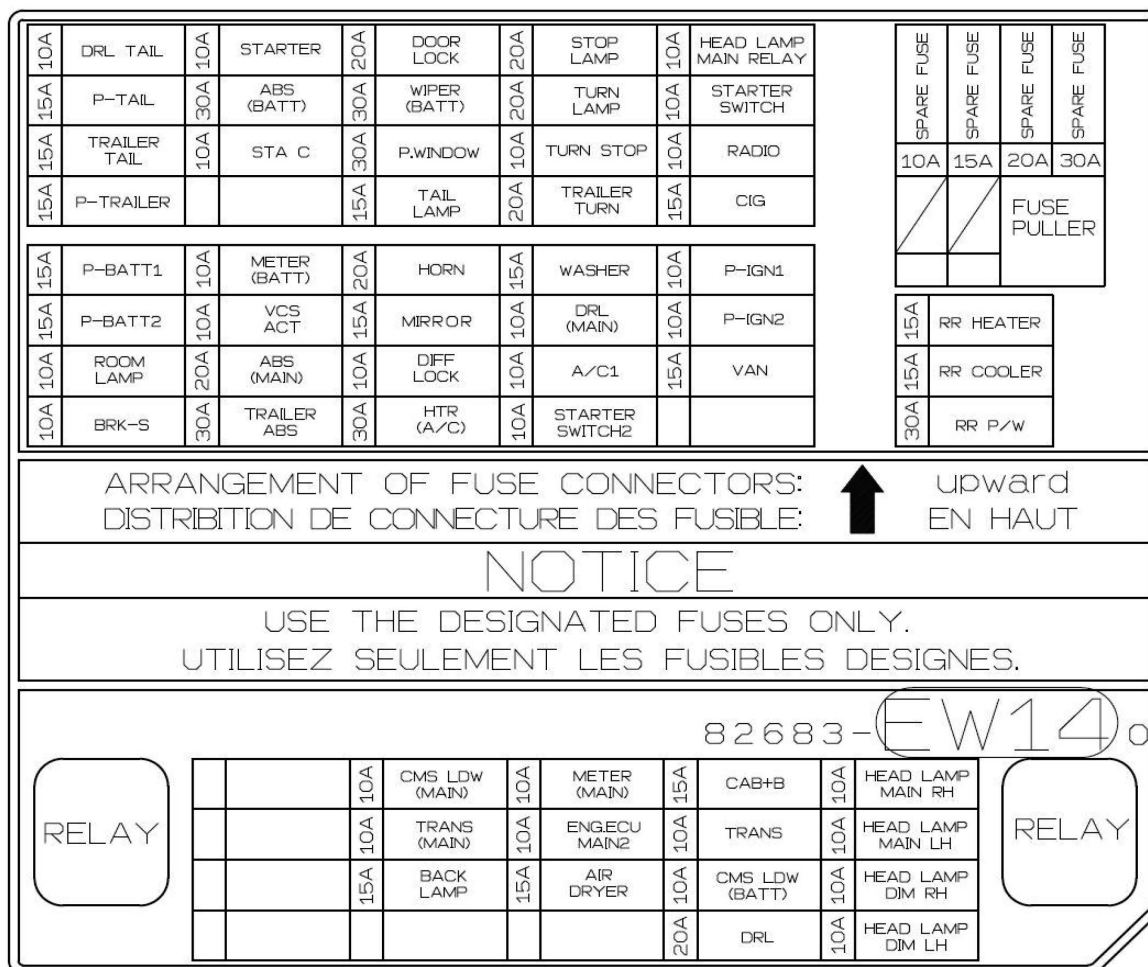 10A DRL TAIL 10A STARTER 20A DOOR LOCK 20A STOP LAMP 10A HEAD LAMP MAIN RELAY
15A P-TAIL 30A ABS (BATT) 30A WIPER (BATT) 20A TURN LAMP 10A STARTER SWITCH
15A TRAILER TAIL 10A STA C 30A P.WINDOW 10A TURN STOP 10A RADIO
15A P-TRAILER 15A TAIL LAMP 20A TRAILER TURN 15A CIG
SPARE FUSE SPARE FUSE SPARE FUSE SPARE FUSE
10A 15A 20A 30A
FUSE
PULLER
15A P-BATT1 10A METER (BATT) 20A HORN 15A WASHER 10A P-IGN1
15A P-BATT2 10A VCS ACT 15A MIRROR 10A DRL (MAIN) 10A P-IGN2
10A ROOM LAMP 20A ABS (MAIN) 10A DIFF LOCK 10A A/C1 15A VAN
10A BRK-S 30A TRAILER ABS 30A HTR (A/C) 10A STARTER SWITCH2
15A RR HEATER
15A RR COOLER
30A RR P/W
ARRANGEMENT OF FUSE CONNECTORS: upward
DISTRIBITION DE CONNECTURE DES FUSIBLE: EN HAUT
NOTICE
USE THE DESIGNATED FUSES ONLY.
UTILISEZ SEULEMENT LES FUSIBLES DESIGNES.
82683-EW140
RELAY
10A CMS LDW (MAIN) 10A METER (MAIN) 15A CAB+B 10A HEAD LAMP MAIN RH
10A TRANS (MAIN) 10A ENG.ECU MAIN2 10A TRANS 10A HEAD LAMP MAIN LH
15A BACK LAMP 15A AIR DRYER 10A CMS LDW (BATT) 10A HEAD LAMP DIM RH
20A DRL 10A HEAD LAMP DIM LH
RELAY